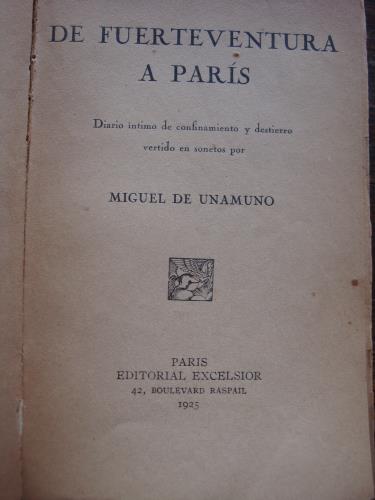 DE FUERTEVENTURA
A PARÍS
Diario íntimo de confinamiento y destierro
vertido en sonetos por
MIGUEL DE UNAMUNO
PARIS
EDITORIAL EXCELSIOR
42, BOULEVARD RASPAIL
1925